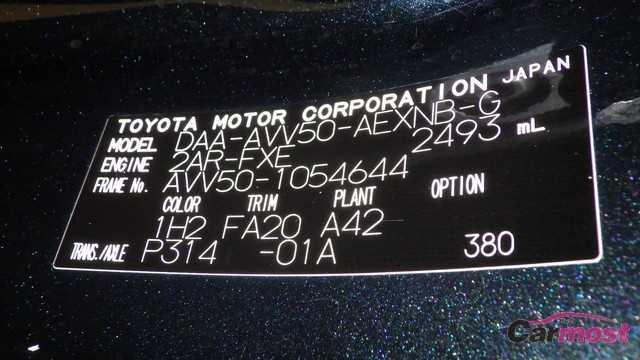 TOYOTA MOTOR CORPORATION JAPAN
MODEL DAA-AVV50-AEXNB-G
ENGINE 2AR-FXE 2493 mL
FRAME No. AVV50-1054644
COLOR TRIM PLANT OPTION
1H2 FA20 A42
TRANS./AXLE P314 -01A 380
Carmost